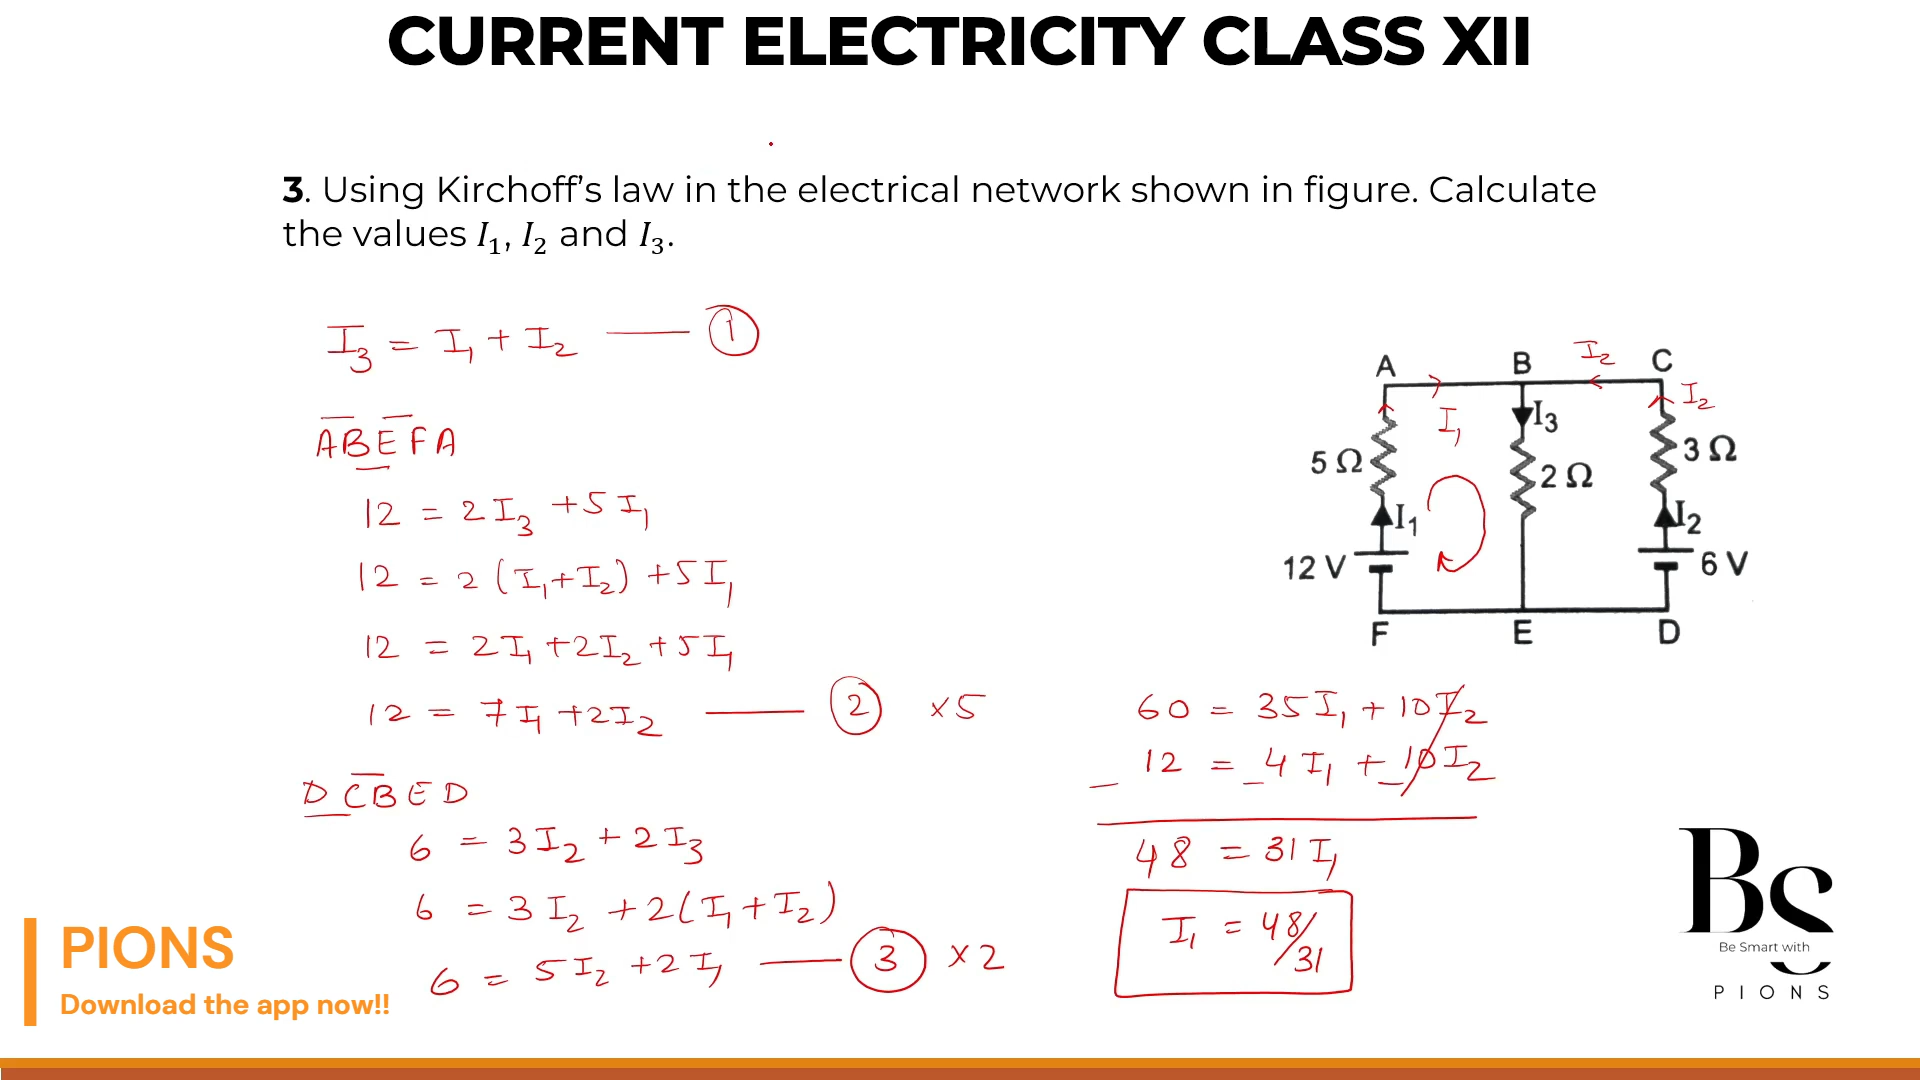 CURRENT ELECTRICITY CLASS XII
3. Using Kirchoff's law in the electrical network shown in figure. Calculate
the values I₁, I₂ and I₃.
I₃ = I₁ + I₂ —— ①
ABEFA
12 = 2I₃ + 5I₁
12 = 2(I₁+I₂) + 5I₁
12 = 2I₁ + 2I₂ + 5I₁
12 = 7I₁ + 2I₂ —— ② ×5
DCBED
6 = 3I₂ + 2I₃
6 = 3I₂ + 2(I₁+I₂)
6 = 5I₂ + 2I₁ —— ③ ×2
A
B
I₂
C
I₂
I₁
I₃
5 Ω
2 Ω
3 Ω
I₁
I₂
12 V
6 V
F
E
D
60 = 35I₁ + 10I₂
12 = 4I₁ + 10I₂
48 = 31I₁
I₁ = 48/31
PIONS
Download the app now!!
Bs
Be Smart with
PIONS